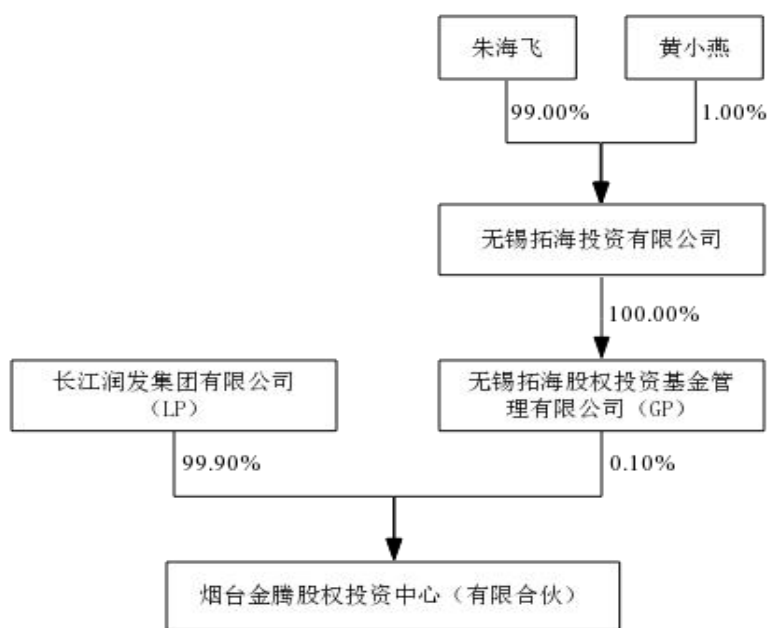 朱海飞
黄小燕
99.00%
1.00%
无锡拓海投资有限公司
100.00%
长江润发集团有限公司
（LP）
无锡拓海股权投资基金管
理有限公司（GP）
99.90%
0.10%
烟台金腾股权投资中心（有限合伙）